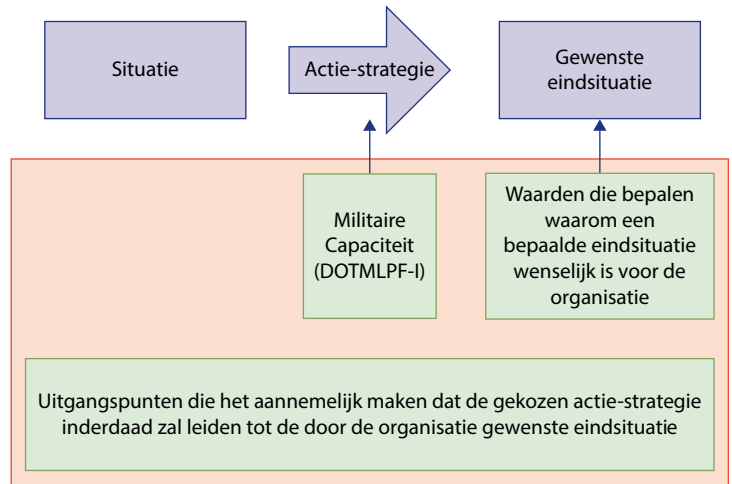 Situatie
Actie-strategie
Gewenste
eindsituatie
Militaire
Capaciteit
(DOTMLPF-I)
Waarden die bepalen
waarom een
bepaalde eindsituatie
wenselijk is voor de
organisatie
Uitgangspunten die het aannemelijk maken dat de gekozen actie-strategie
inderdaad zal leiden tot de door de organisatie gewenste eindsituatie